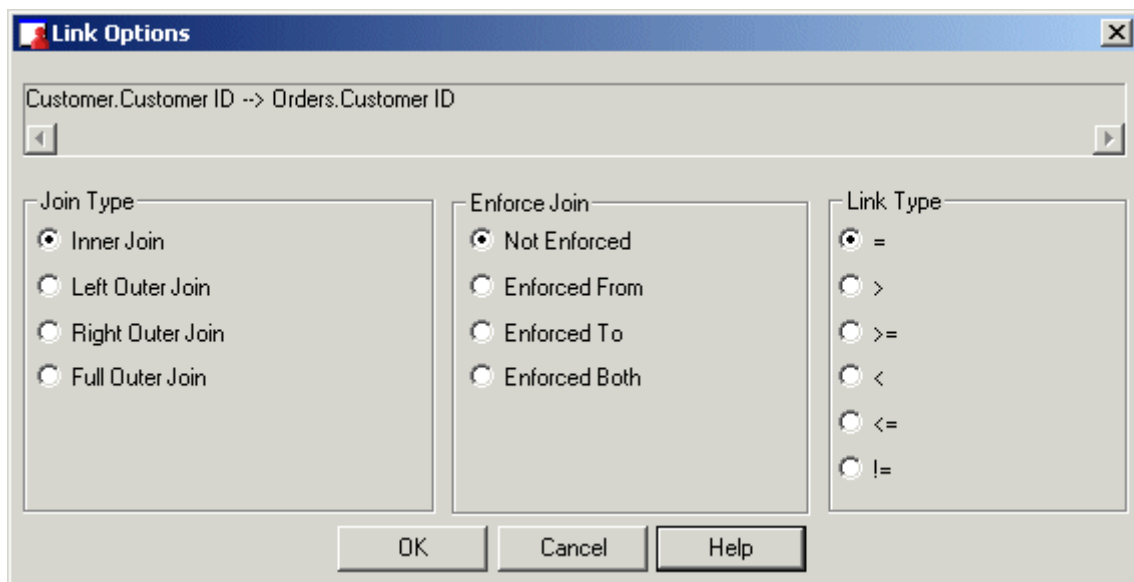 Link Options
Customer.Customer ID --> Orders.Customer ID
Join Type
Inner Join
Left Outer Join
Right Outer Join
Full Outer Join
Enforce Join
Not Enforced
Enforced From
Enforced To
Enforced Both
Link Type
=
>
>=
<
<=
!=
OK
Cancel
Help